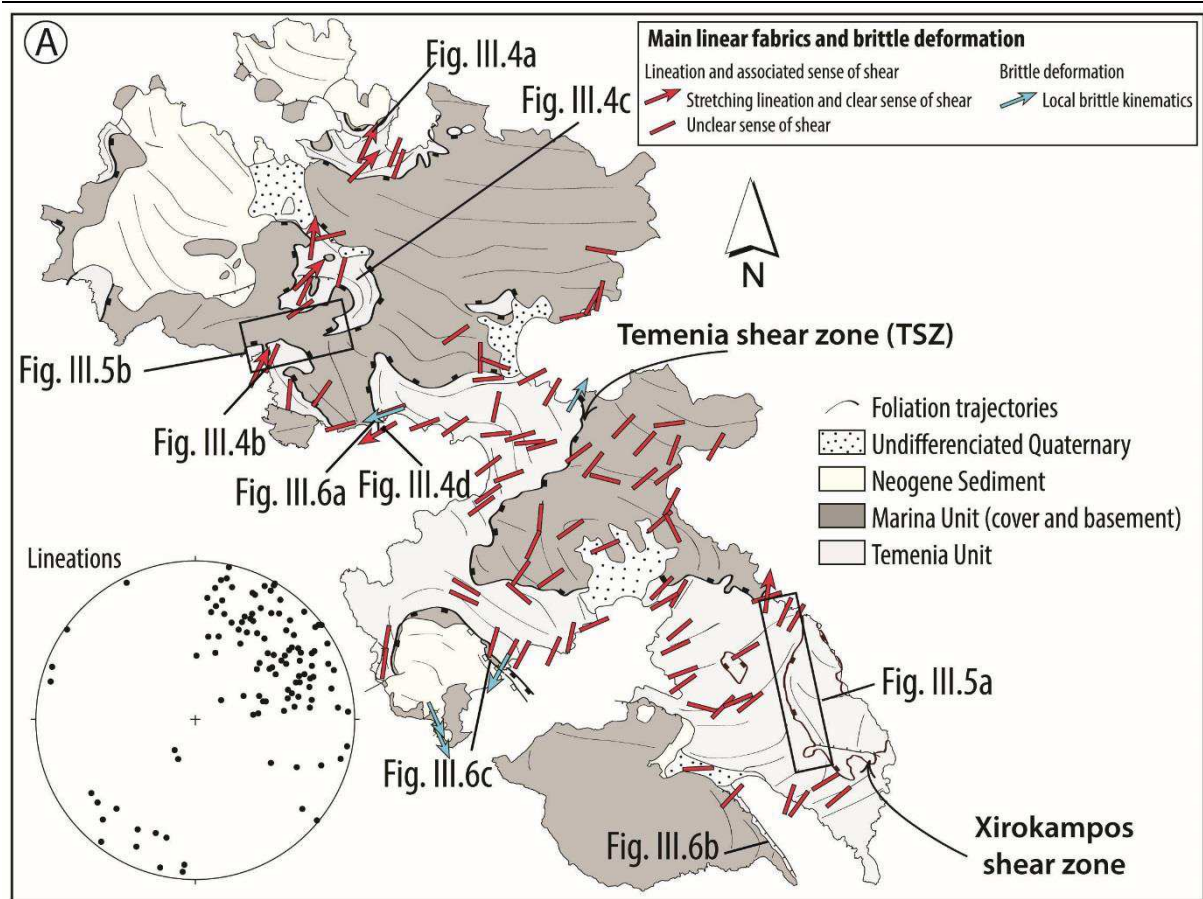 A
Main linear fabrics and brittle deformation
Lineation and associated sense of shear
Brittle deformation
Stretching lineation and clear sense of shear
Local brittle kinematics
Unclear sense of shear
Fig. III.4a
Fig. III.4c
N
Temenia shear zone (TSZ)
Fig. III.5b
Fig. III.4b
Fig. III.6a
Fig. III.4d
Foliation trajectories
Undifferenciated Quaternary
Neogene Sediment
Marina Unit (cover and basement)
Temenia Unit
Lineations
Fig. III.5a
Fig. III.6c
Fig. III.6b
Xirokampos
shear zone